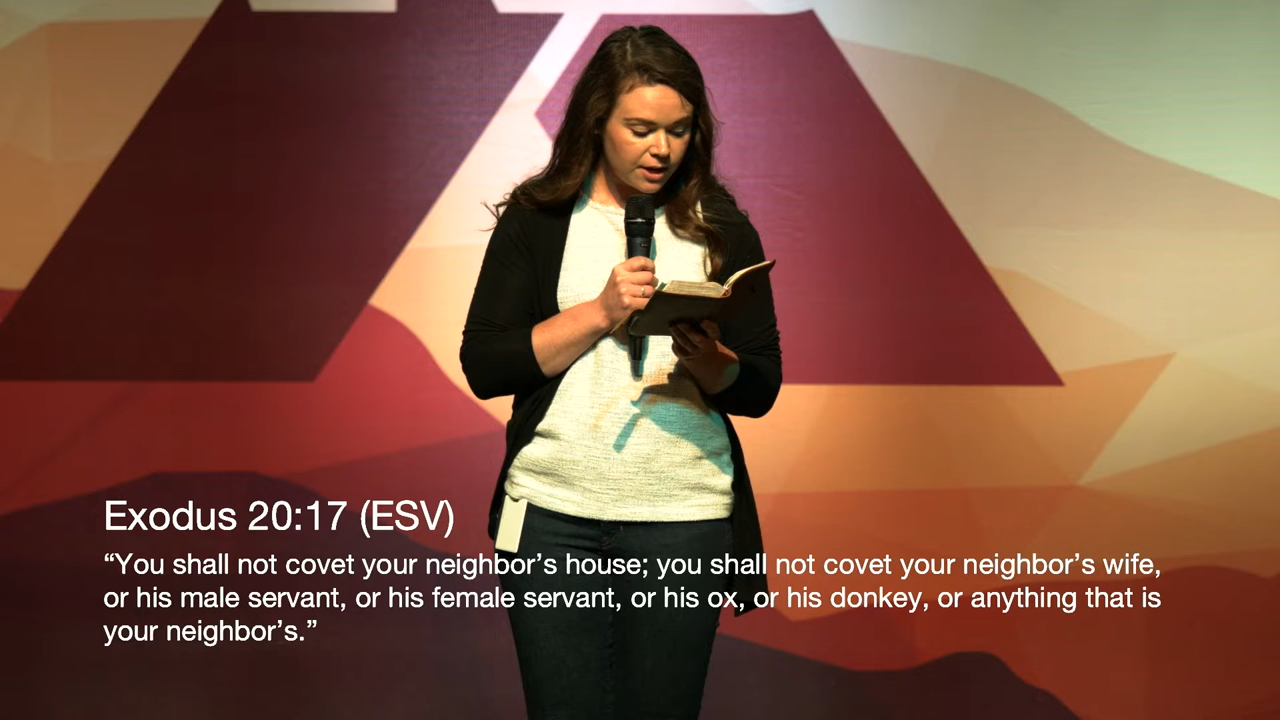 Exodus 20:17 (ESV)
“You shall not covet your neighbor’s house; you shall not covet your neighbor’s wife,
or his male servant, or his female servant, or his ox, or his donkey, or anything that is
your neighbor’s.”